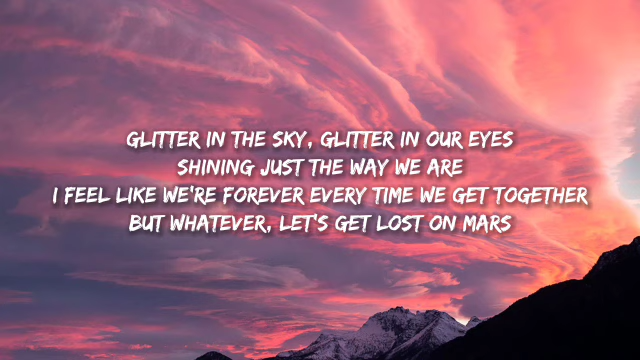 GLITTER IN THE SKY, GLITTER IN OUR EYES
SHINING JUST THE WAY WE ARE
I FEEL LIKE WE'RE FOREVER EVERY TIME WE GET TOGETHER
BUT WHATEVER, LET'S GET LOST ON MARS